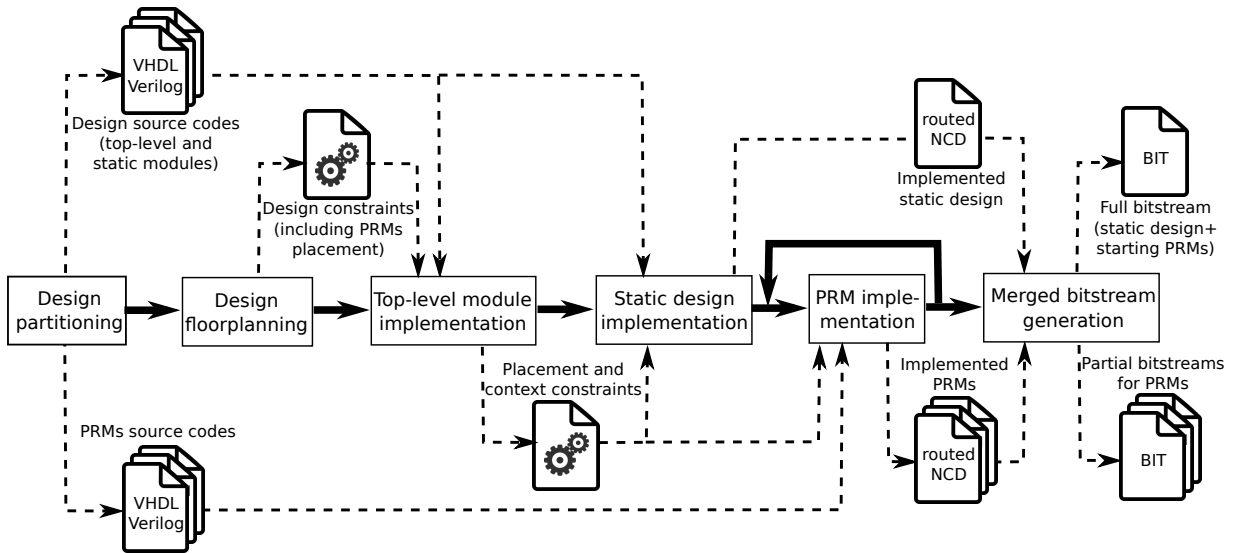 VHDL
Verilog
Design source codes
(top-level and
static modules)
Design constraints
(including PRMs
placement)
routed
NCD
Implemented
static design
BIT
Full bitstream
(static design+
starting PRMs)
Design
partitioning
Design
floorplanning
Top-level module
implementation
Static design
implementation
PRM imple-
mentation
Merged bitstream
generation
Placement and
context constraints
Implemented
PRMs
routed
NCD
Partial bitstreams
for PRMs
BIT
PRMs source codes
VHDL
Verilog